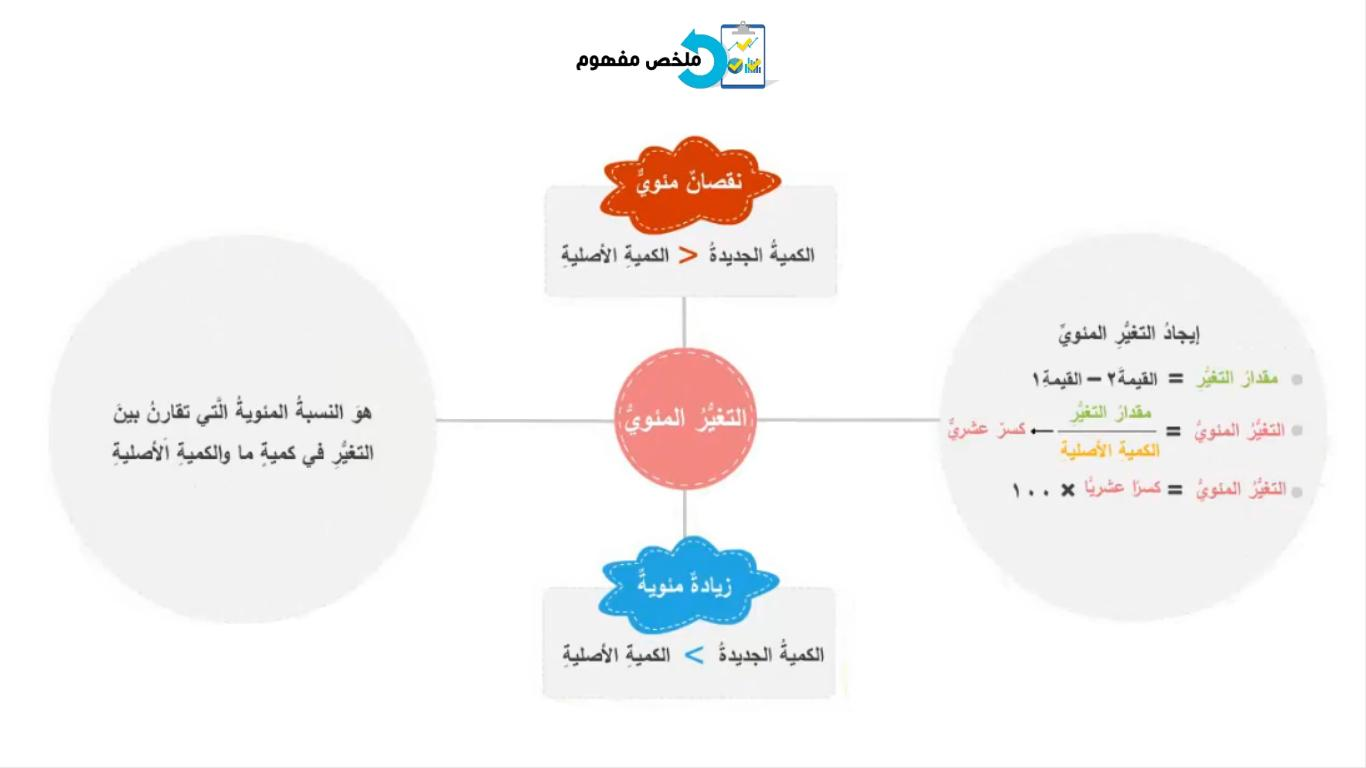 ملخص مفهوم
نقصانٌ مئويٌّ
الكميةُ الجديدةُ < الكميةِ الأصليةِ
إيجادُ التغيُّرِ المئويِّ
مقدارُ التغيُّرِ = القيمةُ٢ – القيمةِ١
التغيُّرُ المئويُّ = مقدارُ التغيُّرِ
الكميةِ الأصليةِ
← كسرٌ عشريٌّ
التغيُّرُ المئويُّ = كسرًا عشريًّا × ١٠٠
التغيُّرُ المئويُّ
هوَ النسبةُ المئويةُ الَّتي تقارنُ بينَ
التغيُّرِ في كميةٍ ما والكميةِ الأصليةِ
زيادةٌ مئويةٌ
الكميةُ الجديدةُ > الكميةِ الأصليةِ